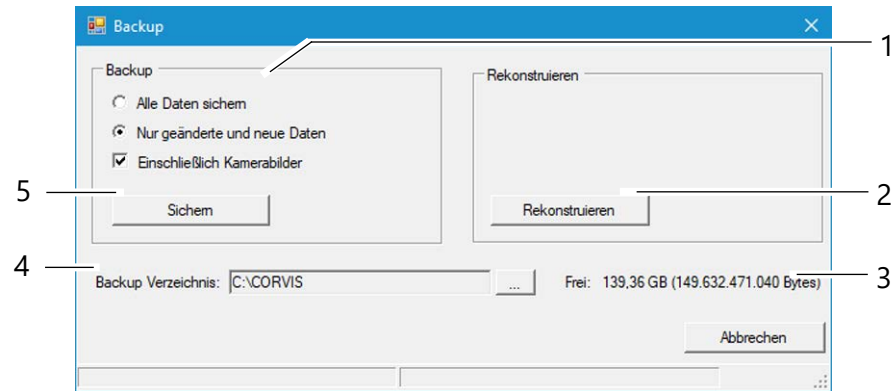 Backup
1
Backup
Rekonstruieren
Alle Daten sichern
Nur geänderte und neue Daten
Einschließlich Kamerabilder
5
2
Sichern
Rekonstruieren
4
Backup Verzeichnis: C:\CORVIS ... Frei: 139,36 GB (149.632.471.040 Bytes)
3
Abbrechen